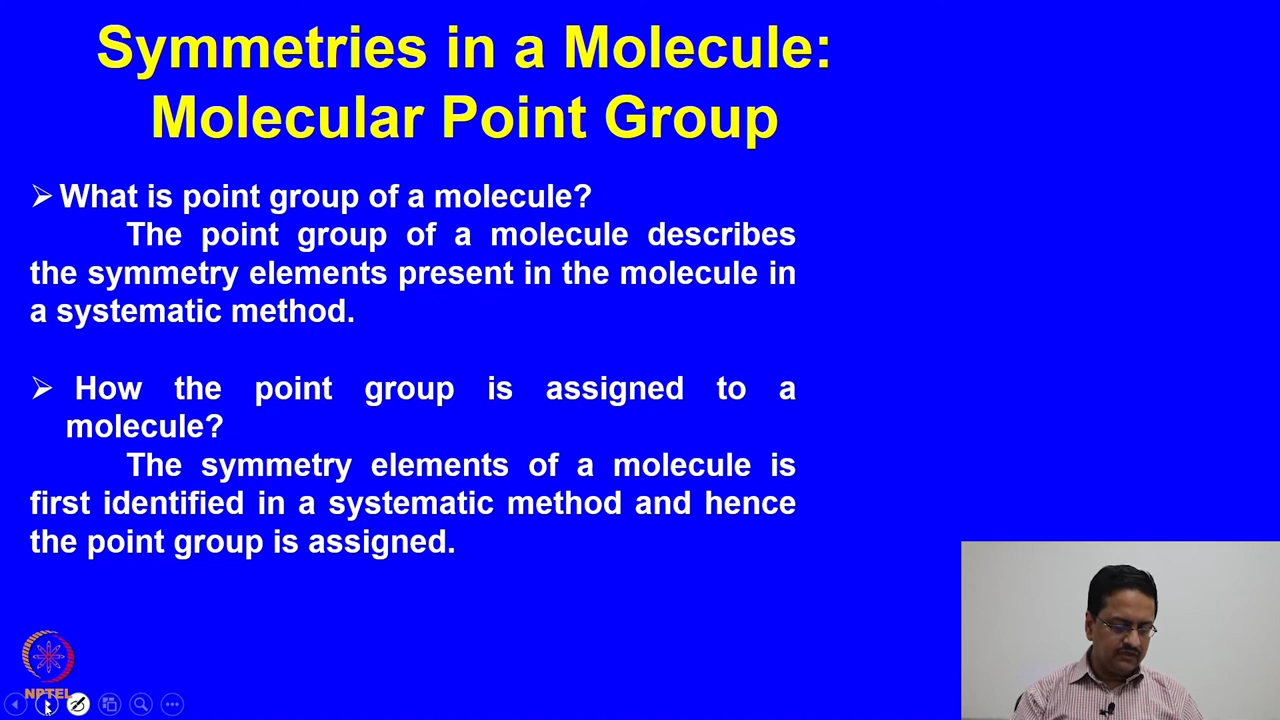 Symmetries in a Molecule:
Molecular Point Group
➢ What is point group of a molecule?
The point group of a molecule describes
the symmetry elements present in the molecule in
a systematic method.
➢ How the point group is assigned to a
molecule?
The symmetry elements of a molecule is
first identified in a systematic method and hence
the point group is assigned.
NPTEL